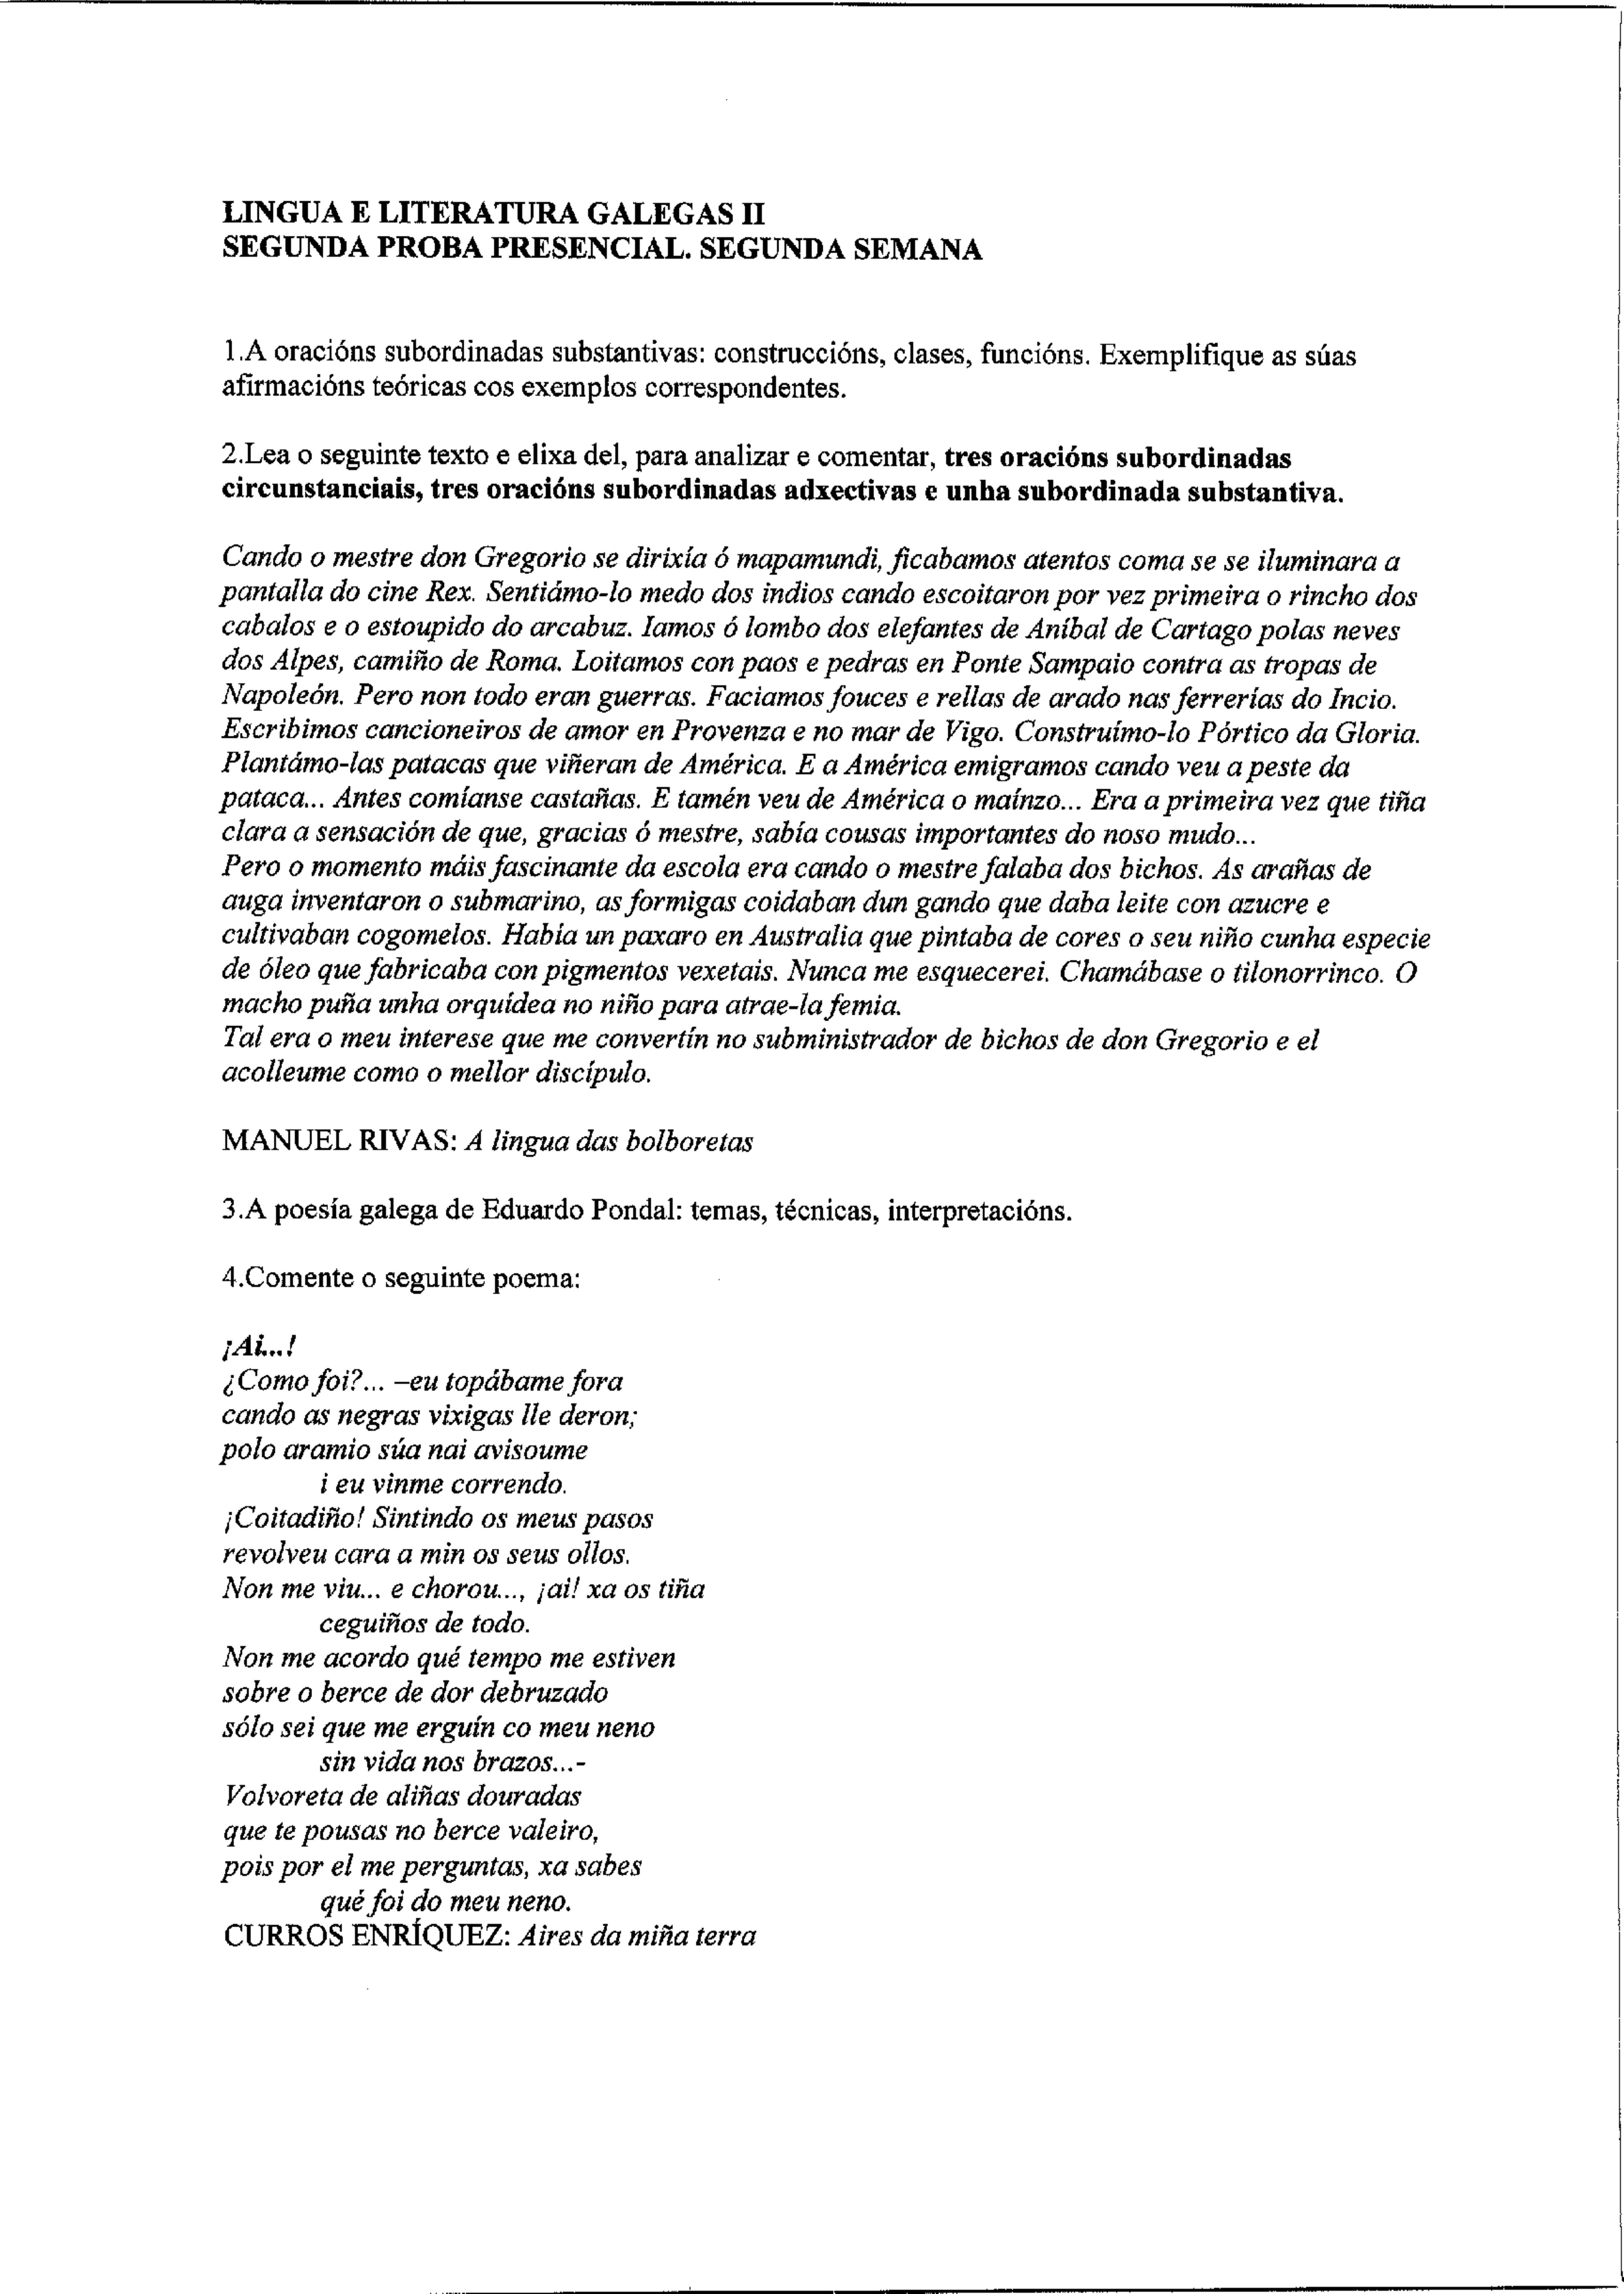 LINGUA E LITERATURA GALEGAS II
SEGUNDA PROBA PRESENCIAL. SEGUNDA SEMANA
1.A oracións subordinadas substantivas: construccións, clases, funcións. Exemplifique as súas
afirmacións teóricas cos exemplos correspondentes.
2.Lea o seguinte texto e elixa del, para analizar e comentar, tres oracións subordinadas
circunstanciais, tres oracións subordinadas adxectivas e unha subordinada substantiva.
Cando o mestre don Gregorio se dirixía ó mapamundi, ficabamos atentos coma se se iluminara a
pantalla do cine Rex. Sentiámo-lo medo dos indios cando escoitaron por vez primeira o rincho dos
cabalos e o estoupido do arcabuz. Iamos ó lombo dos elefantes de Aníbal de Cartago polas neves
dos Alpes, camiño de Roma. Loitamos con paos e pedras en Ponte Sampaio contra as tropas de
Napoleón. Pero non todo eran guerras. Faciamos fouces e rellas de arado nas ferrerías do Incio.
Escribimos cancioneiros de amor en Provenza e no mar de Vigo. Construímo-lo Pórtico da Gloria.
Plantámo-las patacas que viñeran de América. E a América emigramos cando veu a peste da
pataca... Antes comíanse castañas. E tamén veu de América o maínzo... Era a primeira vez que tiña
clara a sensación de que, gracias ó mestre, sabía cousas importantes do noso mudo...
Pero o momento máis fascinante da escola era cando o mestre falaba dos bichos. As arañas de
auga inventaron o submarino, as formigas coidaban dun gando que daba leite con azucre e
cultivaban cogomelos. Había un paxaro en Australia que pintaba de cores o seu niño cunha especie
de óleo que fabricaba con pigmentos vexetais. Nunca me esquecerei. Chamábase o tilonorrinco. O
macho puña unha orquídea no niño para atrae-la femia.
Tal era o meu interese que me convertín no subministrador de bichos de don Gregorio e el
acolleume como o mellor discípulo.
MANUEL RIVAS: A lingua das bolboretas
3.A poesía galega de Eduardo Pondal: temas, técnicas, interpretacións.
4.Comente o seguinte poema:
¡Ai...!
¿Como foi?... –eu topábame fora
cando as negras vixigas lle deron;
polo aramio súa nai avisoume
i eu vinme correndo.
¡Coitadiño! Sintindo os meus pasos
revolveu cara a min os seus ollos.
Non me viu... e chorou..., ¡ai! xa os tiña
ceguiños de todo.
Non me acordo qué tempo me estiven
sobre o berce de dor debruzado
sólo sei que me erguín co meu neno
sin vida nos brazos...-
Volvoreta de aliñas douradas
que te pousas no berce valeiro,
pois por el me perguntas, xa sabes
qué foi do meu neno.
CURROS ENRÍQUEZ: Aires da miña terra